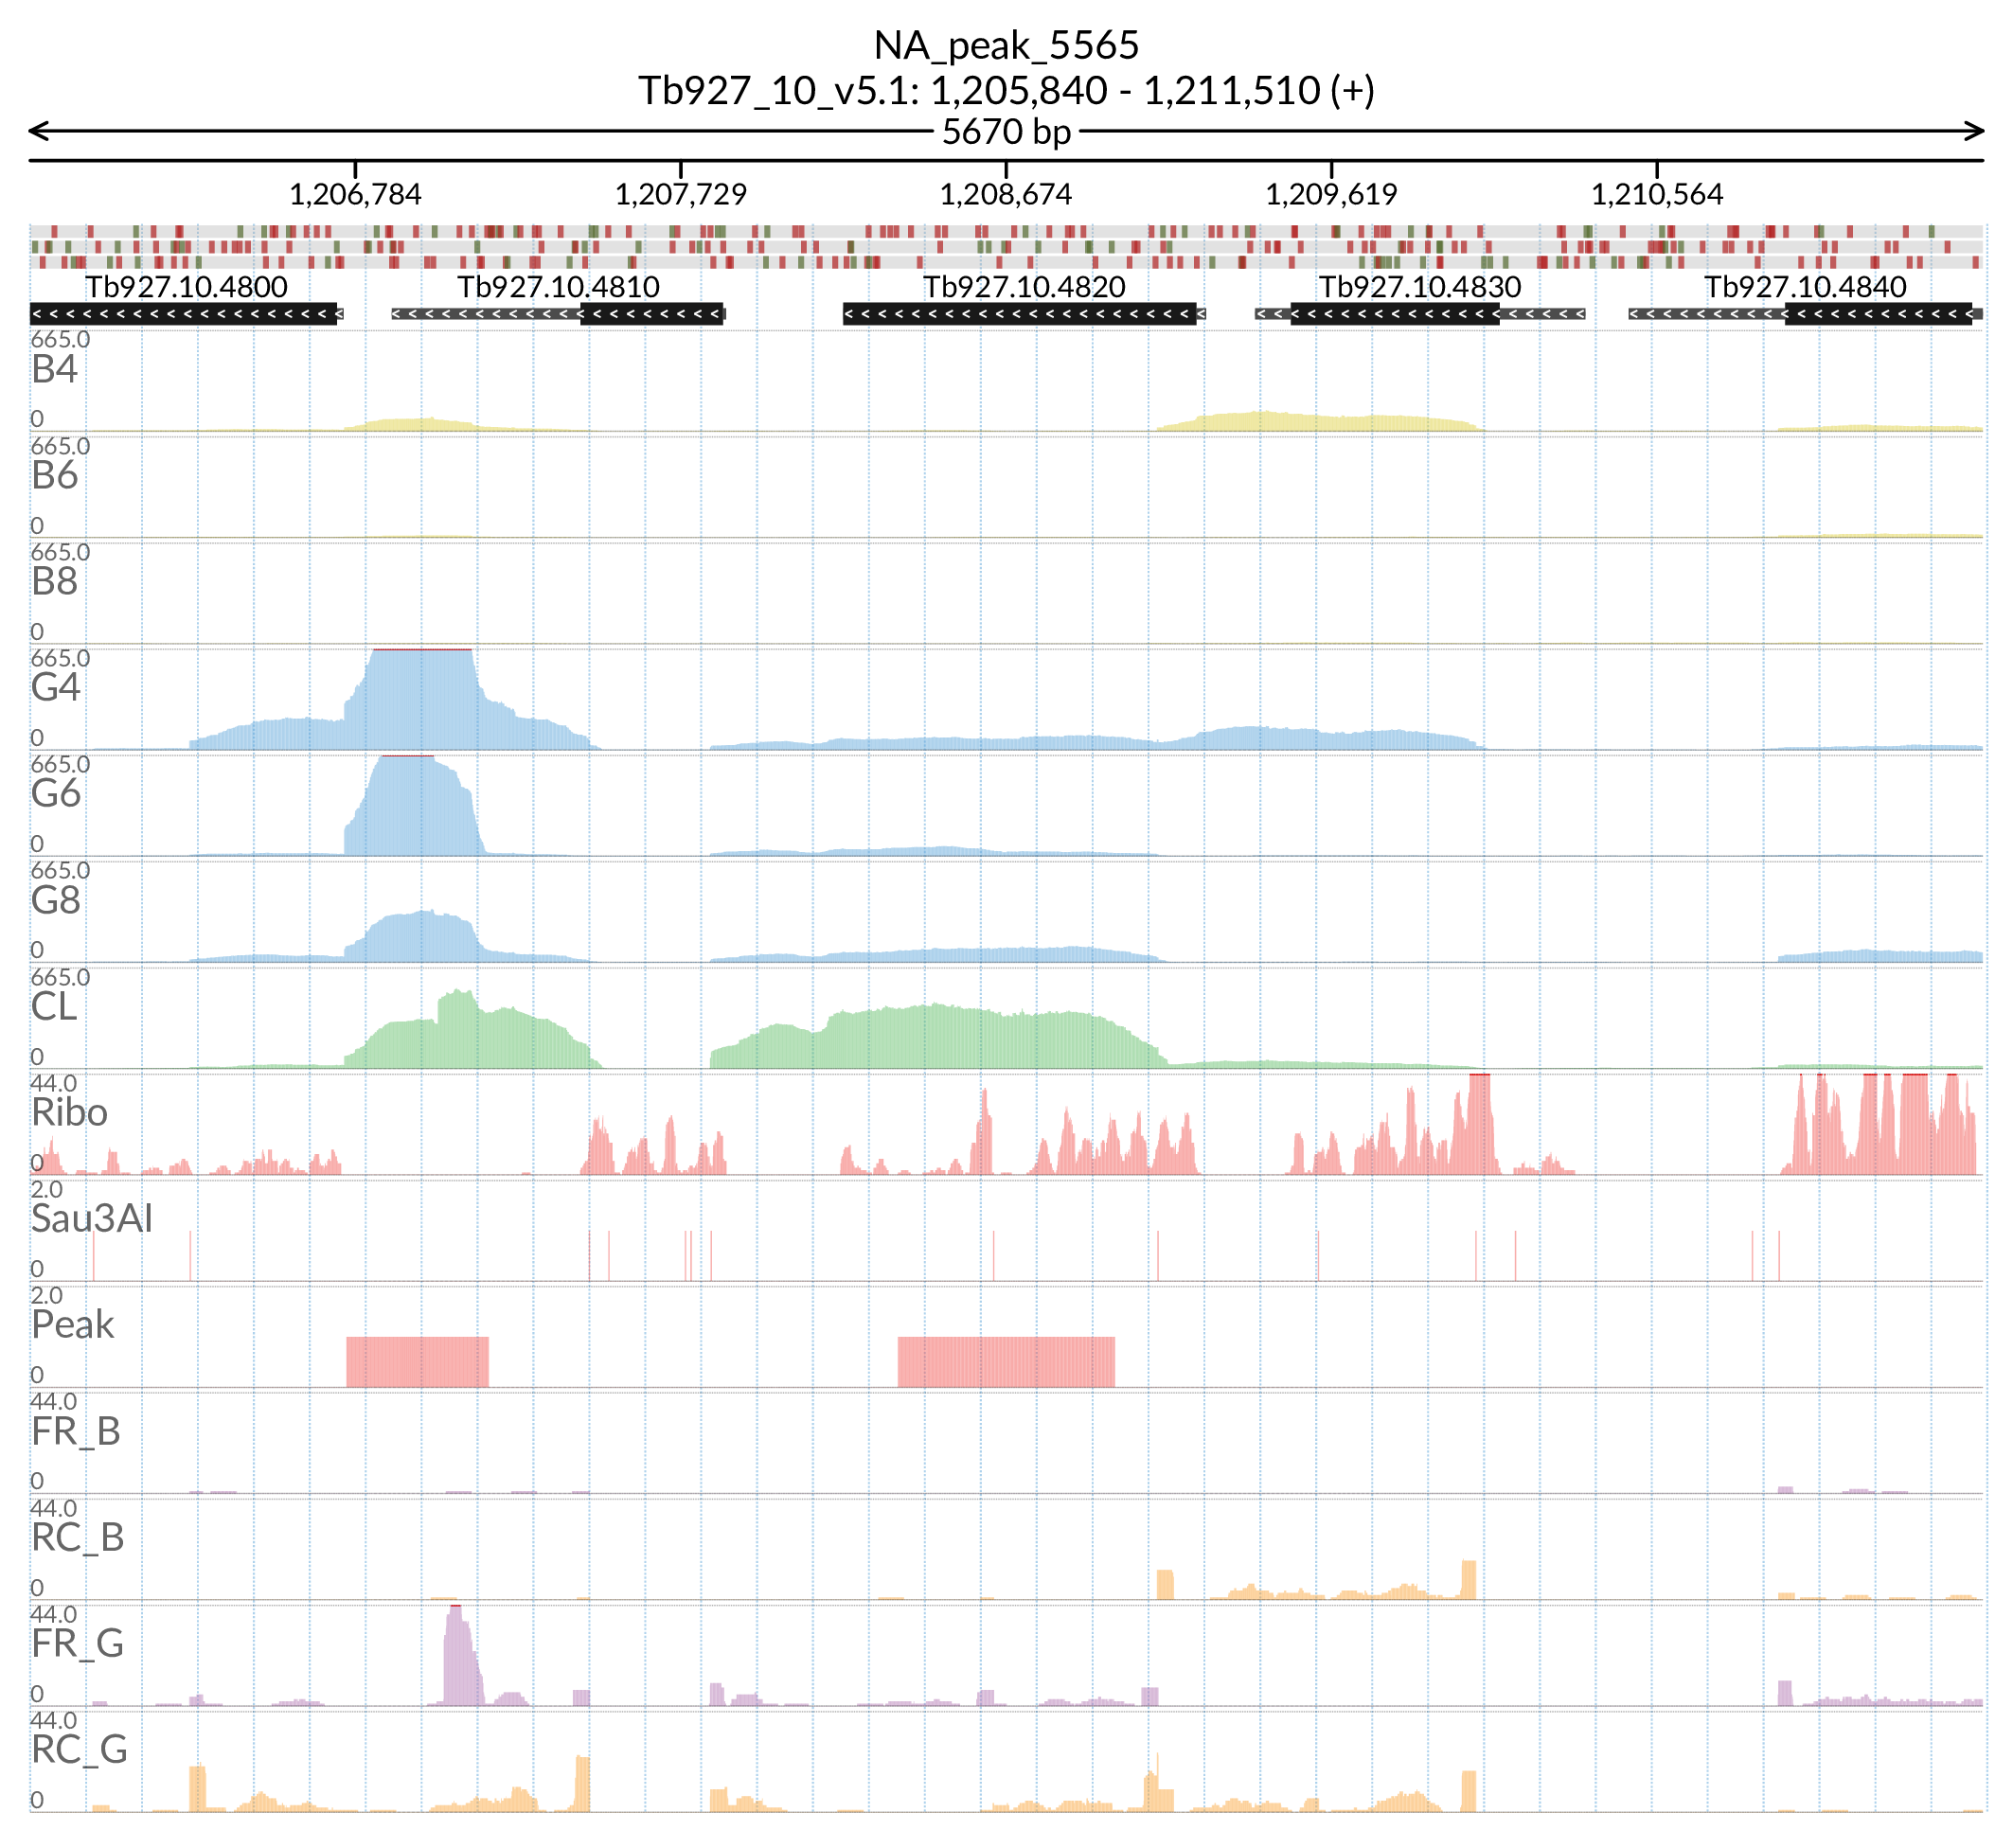 NA_peak_5565
Tb927_10_v5.1: 1,205,840 - 1,211,510 (+)
5670 bp
1,206,784 1,207,729 1,208,674 1,209,619 1,210,564
Tb927.10.4800 Tb927.10.4810 Tb927.10.4820 Tb927.10.4830 Tb927.10.4840
665.0
B4
0
665.0
B6
0
665.0
B8
0
665.0
G4
0
665.0
G6
0
665.0
G8
0
665.0
CL
0
44.0
Ribo
0
2.0
Sau3AI
0
2.0
Peak
0
44.0
FR_B
0
44.0
RC_B
0
44.0
FR_G
0
44.0
RC_G
0